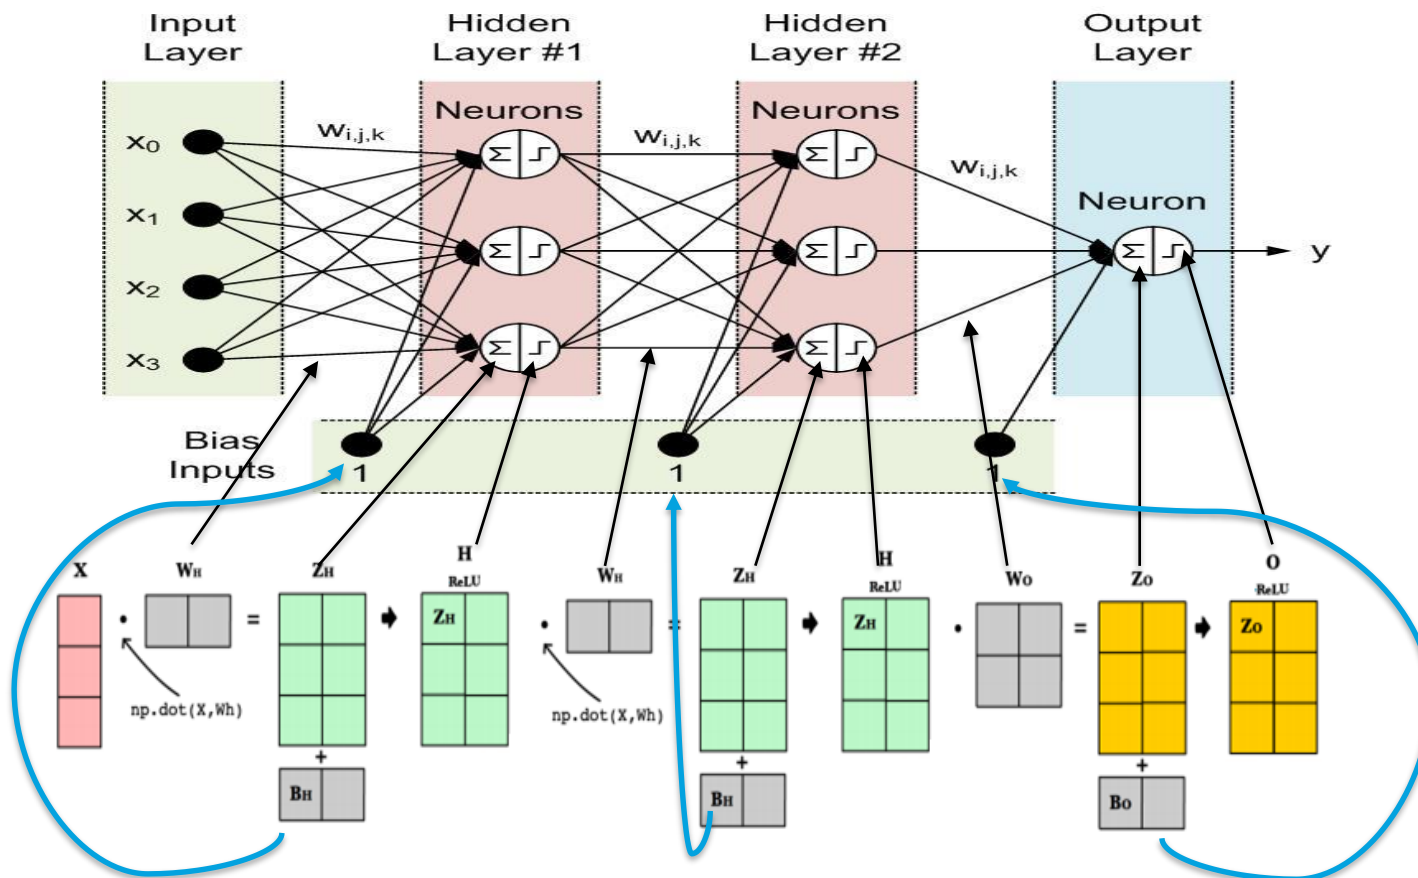 Input
Layer
Hidden
Layer #1
Hidden
Layer #2
Output
Layer
Neurons
Neurons
Neuron
x0
x1
x2
x3
wi,j,k
wi,j,k
wi,j,k
Σ
Σ
Σ
Σ
Σ
Σ
Σ
y
Bias
Inputs
1
1
1
X
WH
ZH
H
ReLU
WH
ZH
H
ReLU
WO
ZO
O
ReLU
• = ZH • = ZH • = ZO
np.dot(X,Wh)
np.dot(X,Wh)
+
+
+
BH
BH
BO